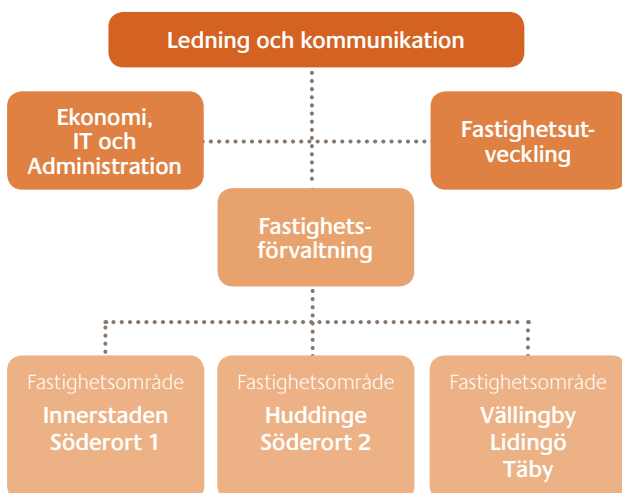 Ledning och kommunikation
Ekonomi,
IT och
Administration
Fastighetsut-
veckling
Fastighets-
förvaltning
Fastighetsområde
Innerstaden
Söderort 1
Fastighetsområde
Huddinge
Söderort 2
Fastighetsområde
Vällingby
Lidingö
Täby